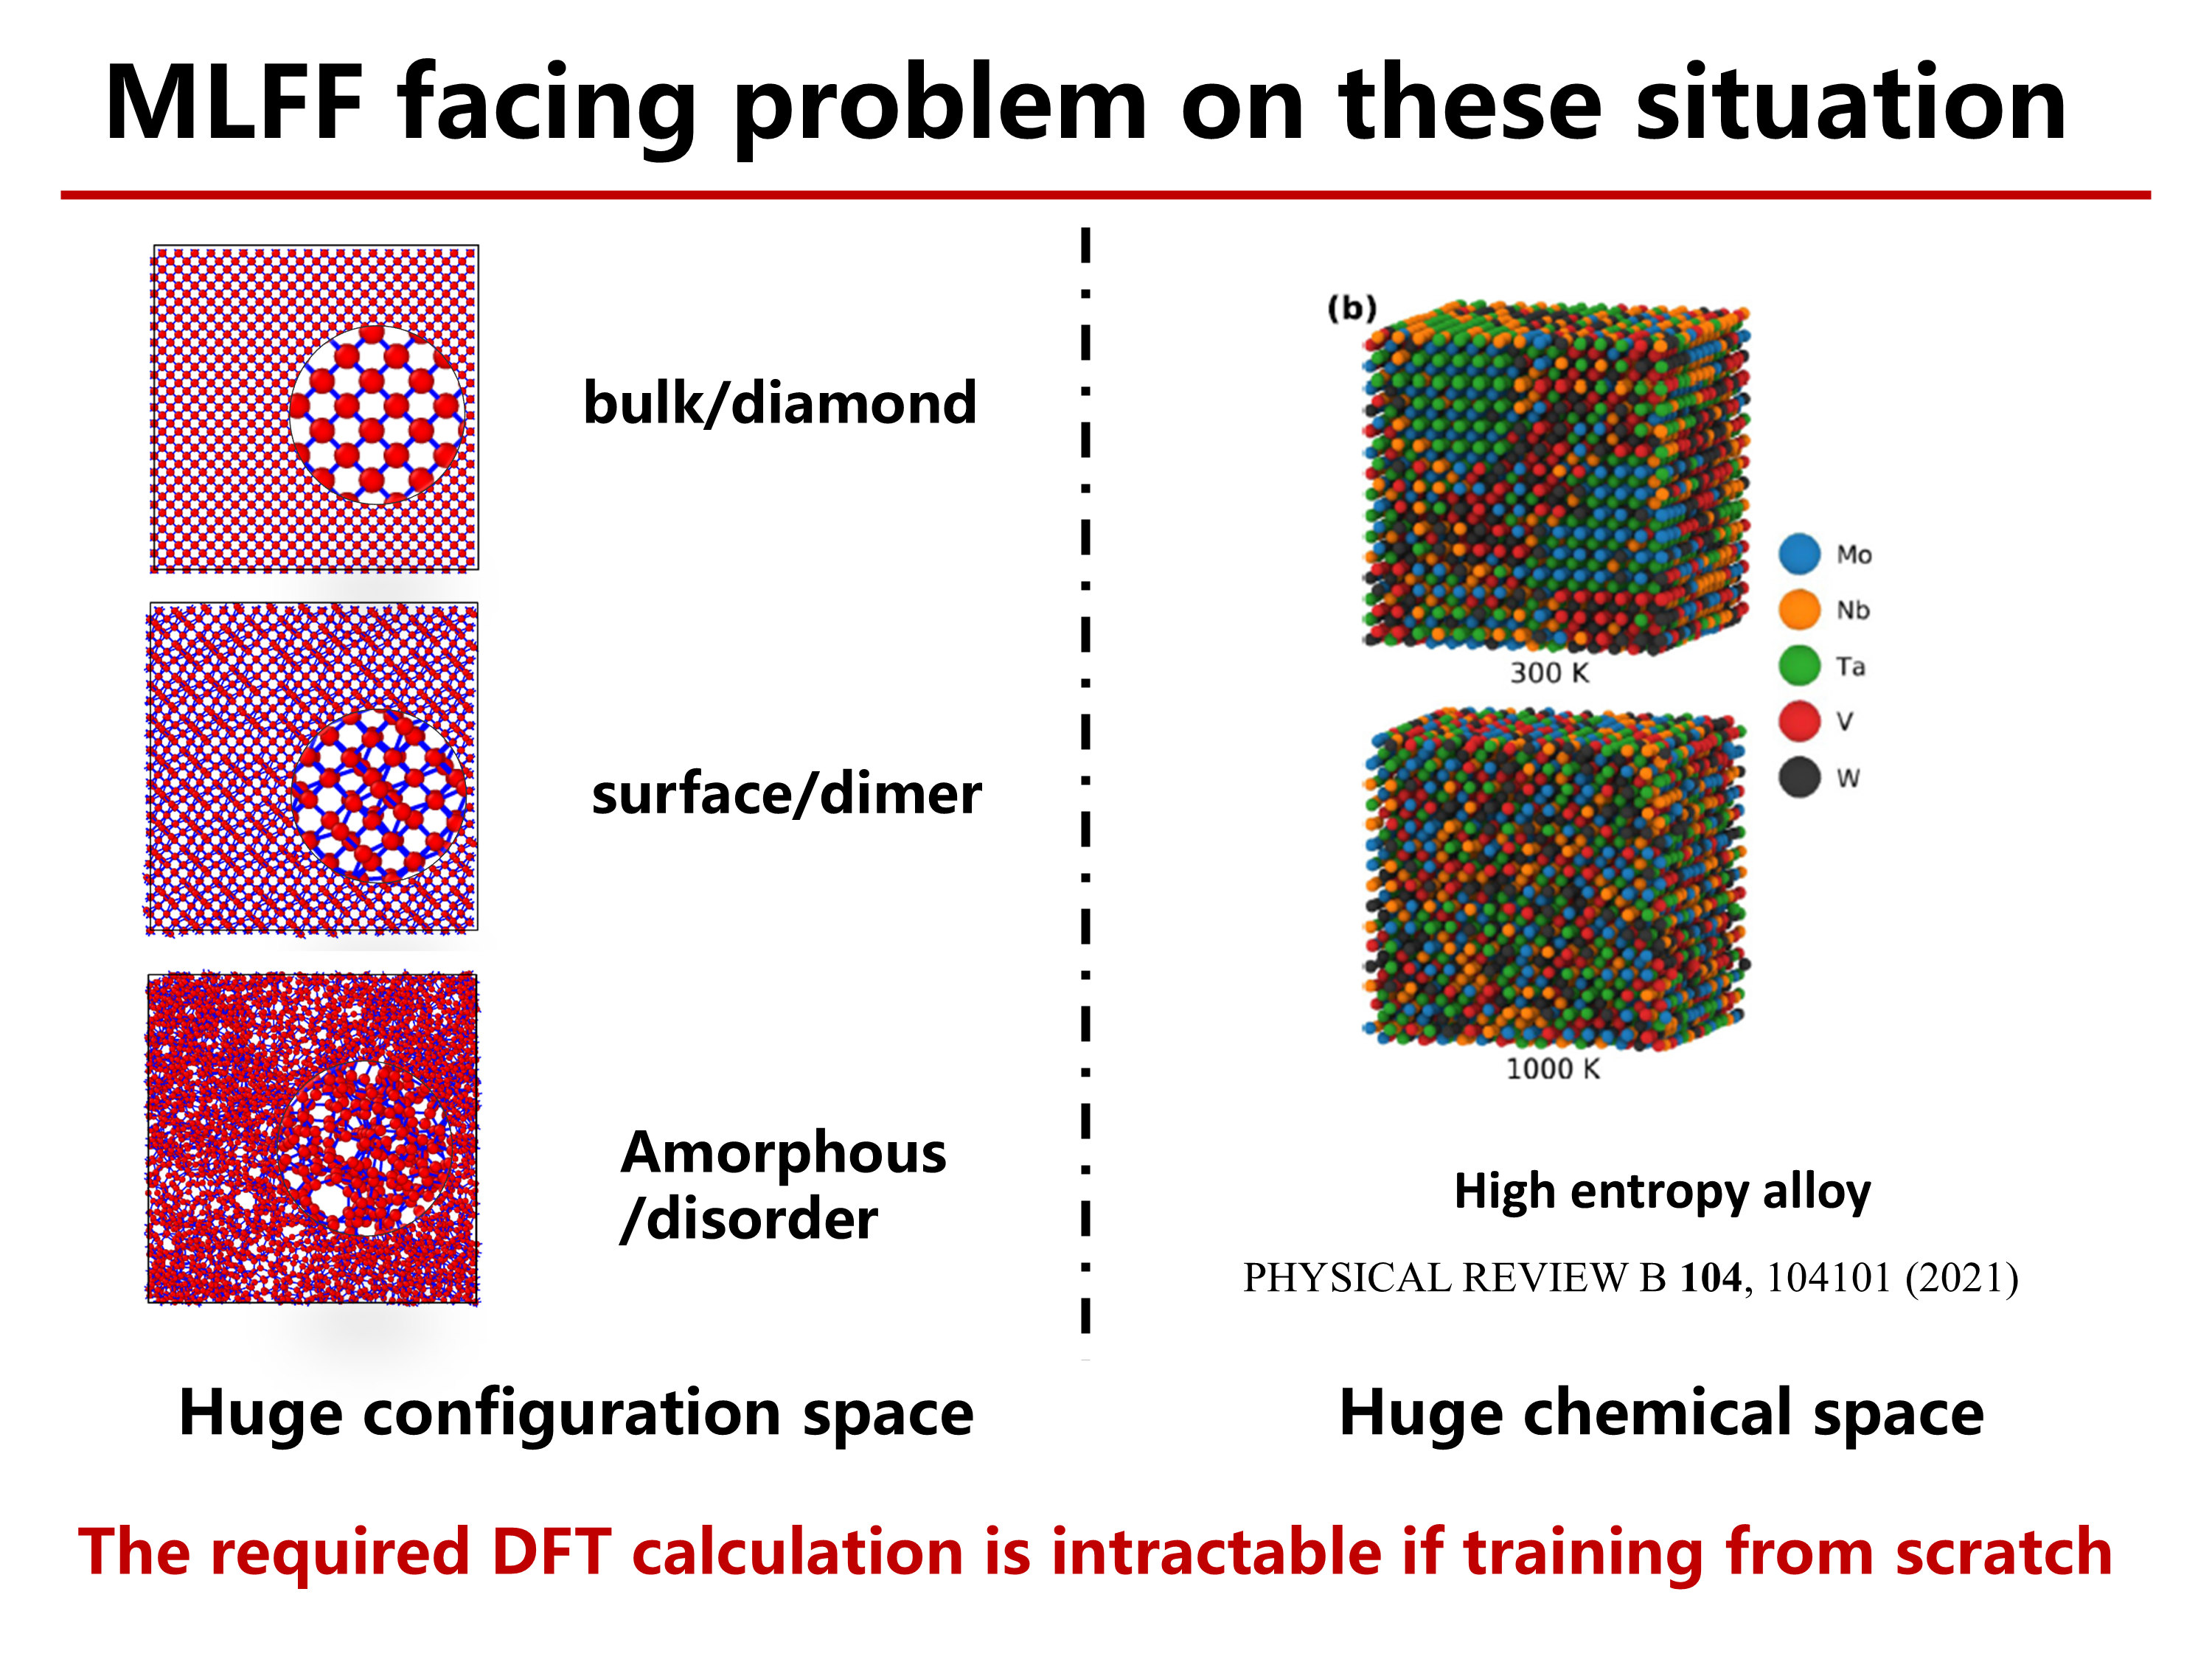 MLFF facing problem on these situation
bulk/diamond
surface/dimer
Amorphous
/disorder
Huge configuration space
(b)
300 K
Mo
Nb
Ta
V
W
1000 K
High entropy alloy
PHYSICAL REVIEW B 104, 104101 (2021)
Huge chemical space
The required DFT calculation is intractable if training from scratch